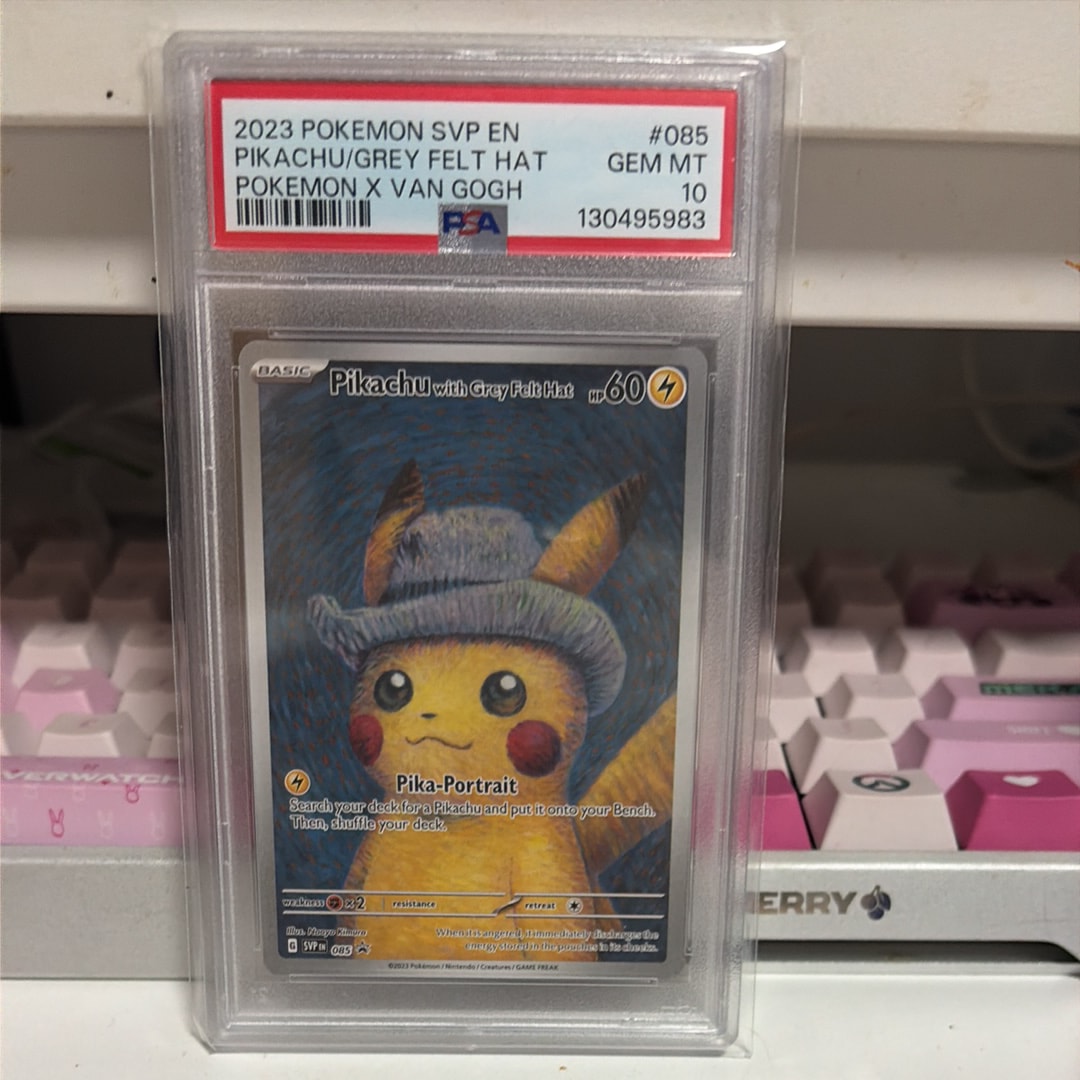 2023 POKEMON SVP EN #085
PIKACHU/GREY FELT HAT GEM MT
POKEMON X VAN GOGH 10
PSA 130495983
BASIC Pikachu with Grey Felt Hat HP60
Pika-Portrait
Search your deck for a Pikachu and put it onto your Bench.
Then, shuffle your deck.
weakness ×2 resistance retreat
Illus. Naoyo Kimura
When it is angered, it immediately discharges the
energy stored in the pouches in its cheeks.
G SVP EN 085
©2023 Pokémon / Nintendo / Creatures / GAME FREAK
VERWATCH
ERRY